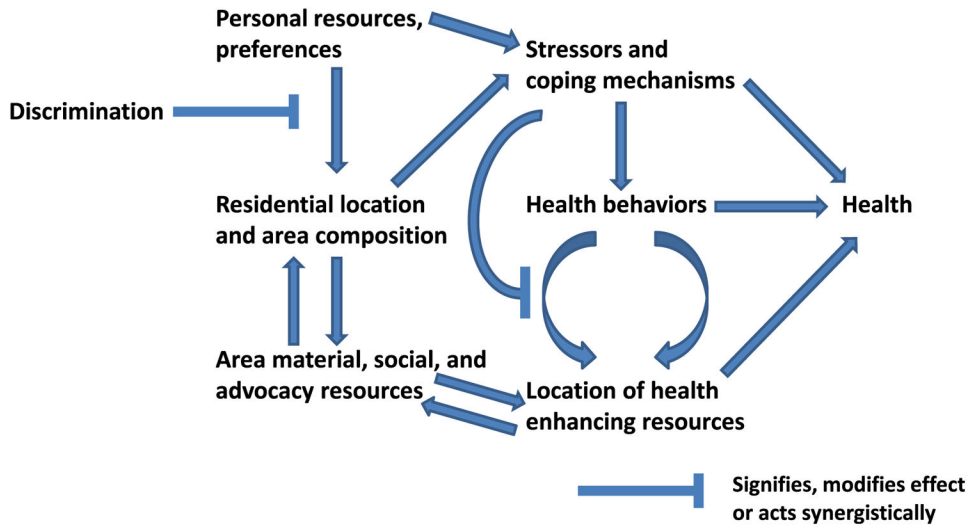 Personal resources,
preferences
Stressors and
coping mechanisms
Discrimination
Residential location
and area composition
Health behaviors
Health
Area material, social, and
advocacy resources
Location of health
enhancing resources
Signifies, modifies effect
or acts synergistically